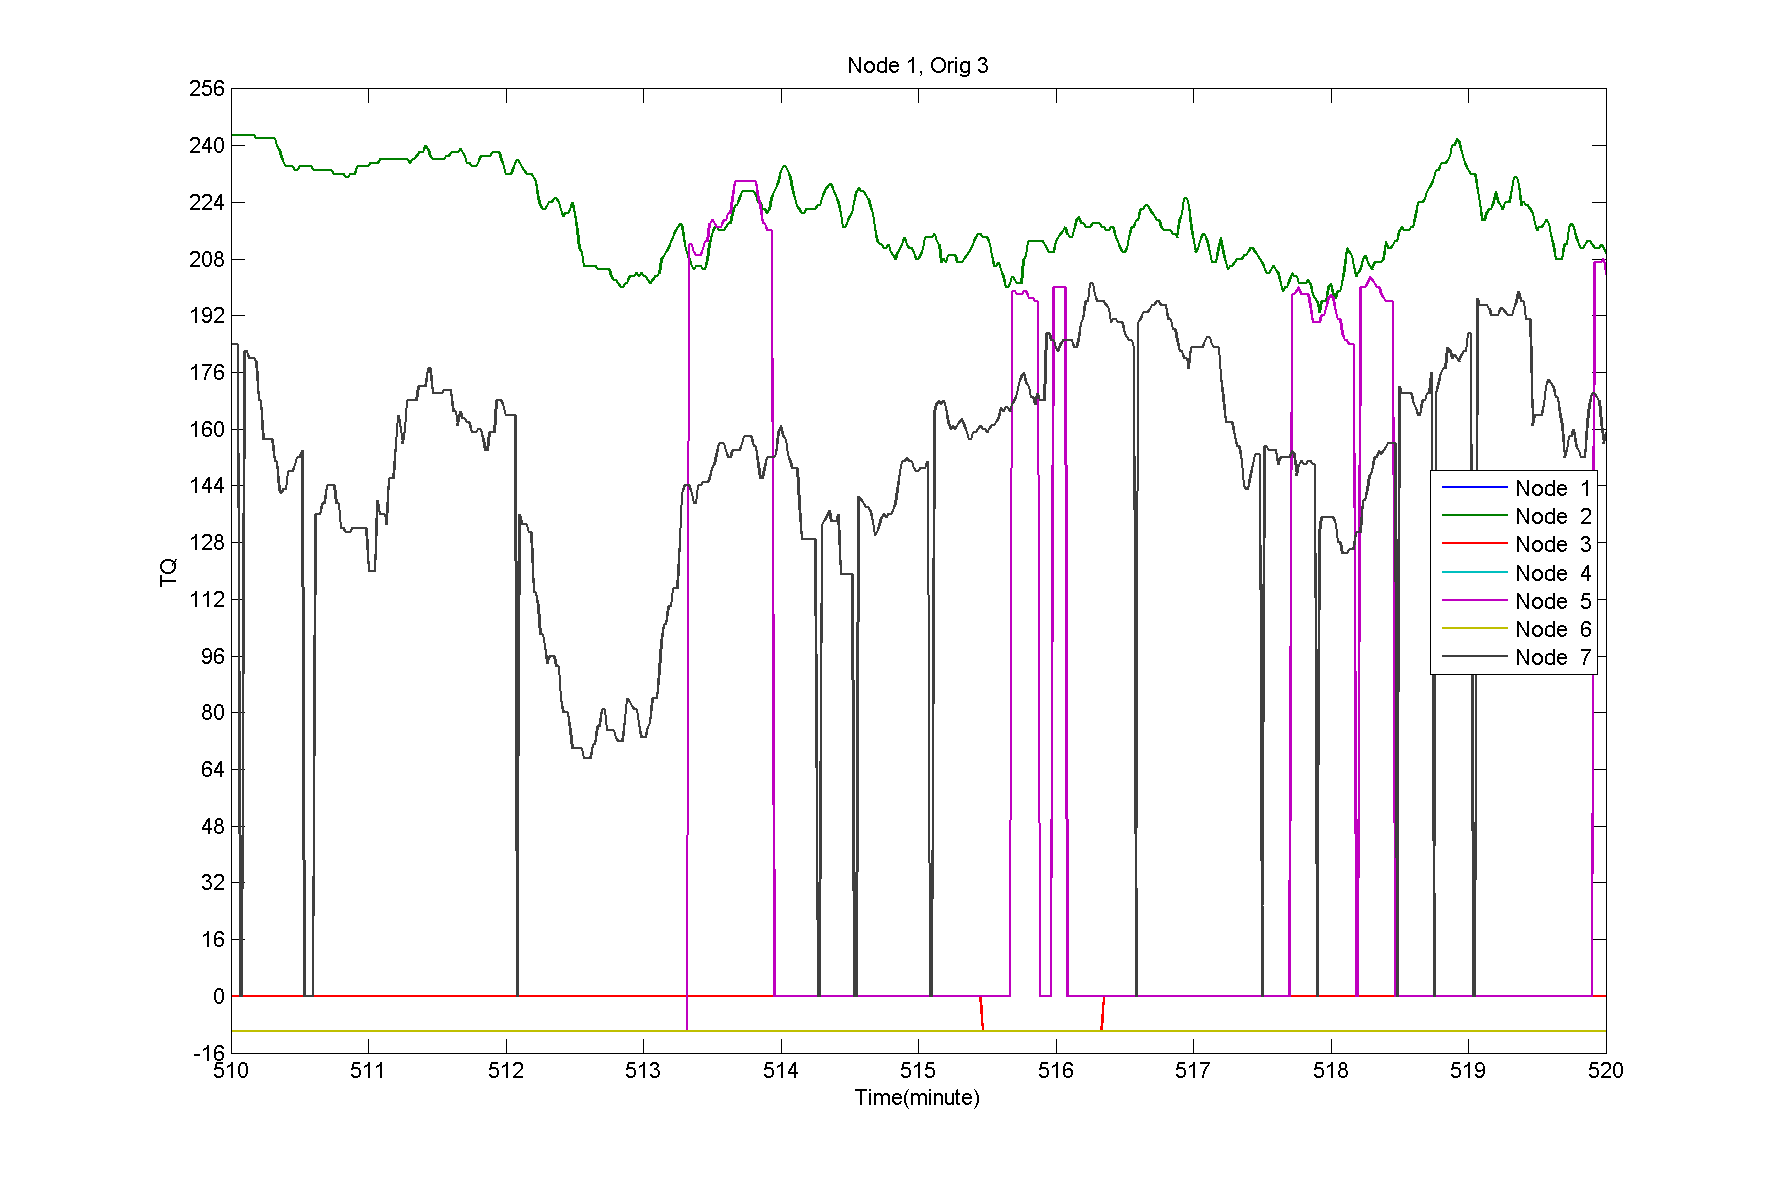 Node 1, Orig 3
256
240
224
208
192
176
160
144
128
112
96
80
64
48
32
16
0
-16
TQ
Node 1
Node 2
Node 3
Node 4
Node 5
Node 6
Node 7
510 511 512 513 514 515 516 517 518 519 520
Time(minute)